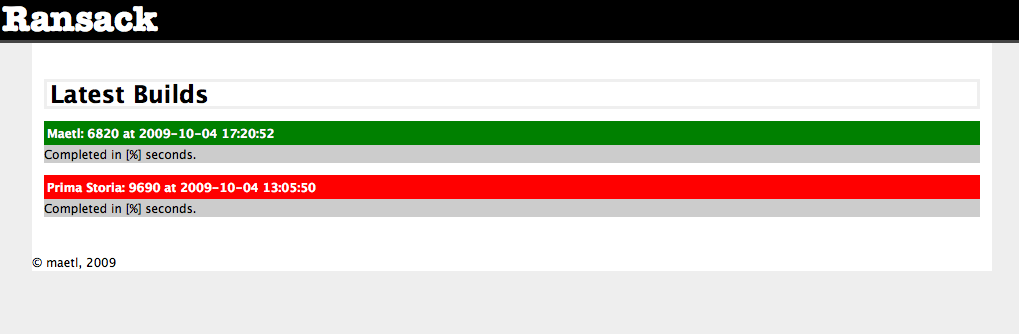 Ransack
Latest Builds
Maetl: 6820 at 2009-10-04 17:20:52
Completed in [%] seconds.
Prima Storia: 9690 at 2009-10-04 13:05:50
Completed in [%] seconds.
© maetl, 2009